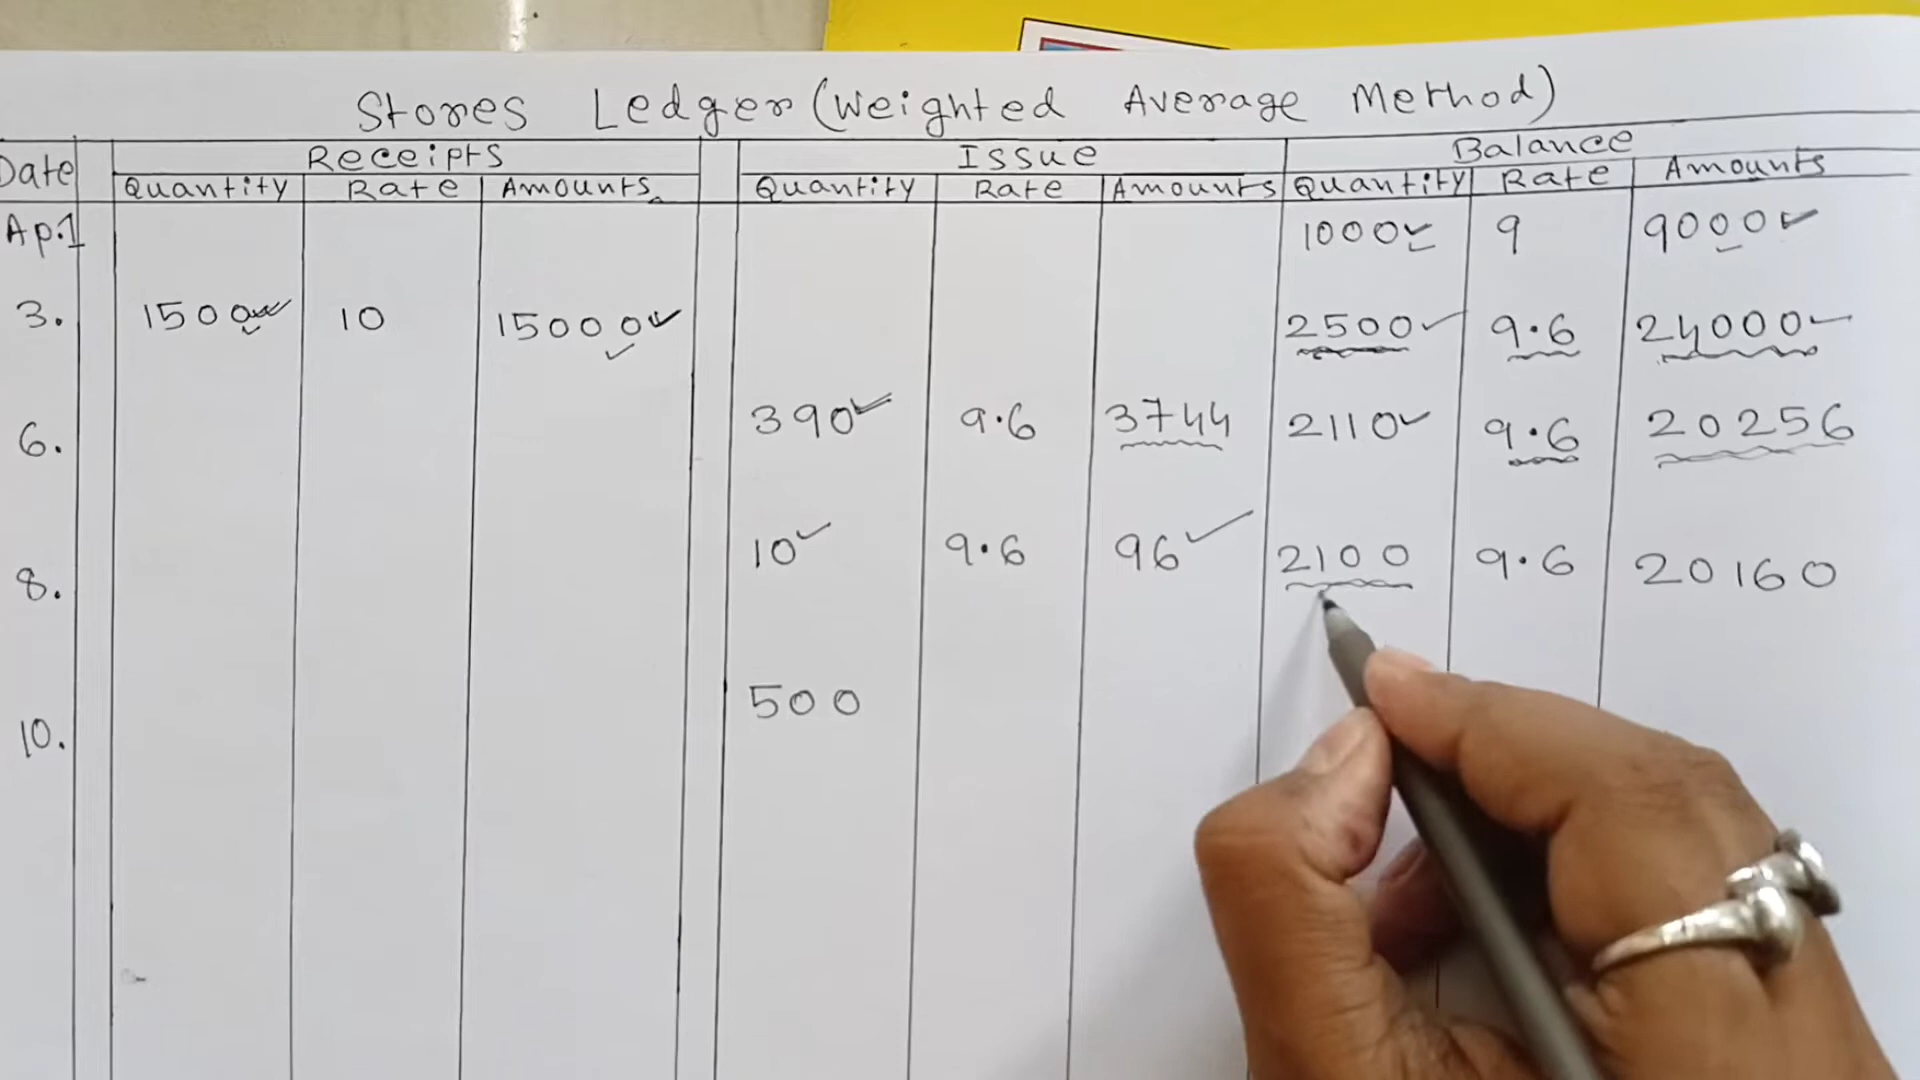 Stores Ledger (Weighted Average Method)
Date Receipts Issue Balance
Quantity Rate Amounts Quantity Rate Amounts Quantity Rate Amounts
Ap.1 1000 9 9000
3. 1500 10 15000 2500 9.6 24000
6. 390 9.6 3744 2110 9.6 20256
8. 10 9.6 96 2100 9.6 20160
10. 500